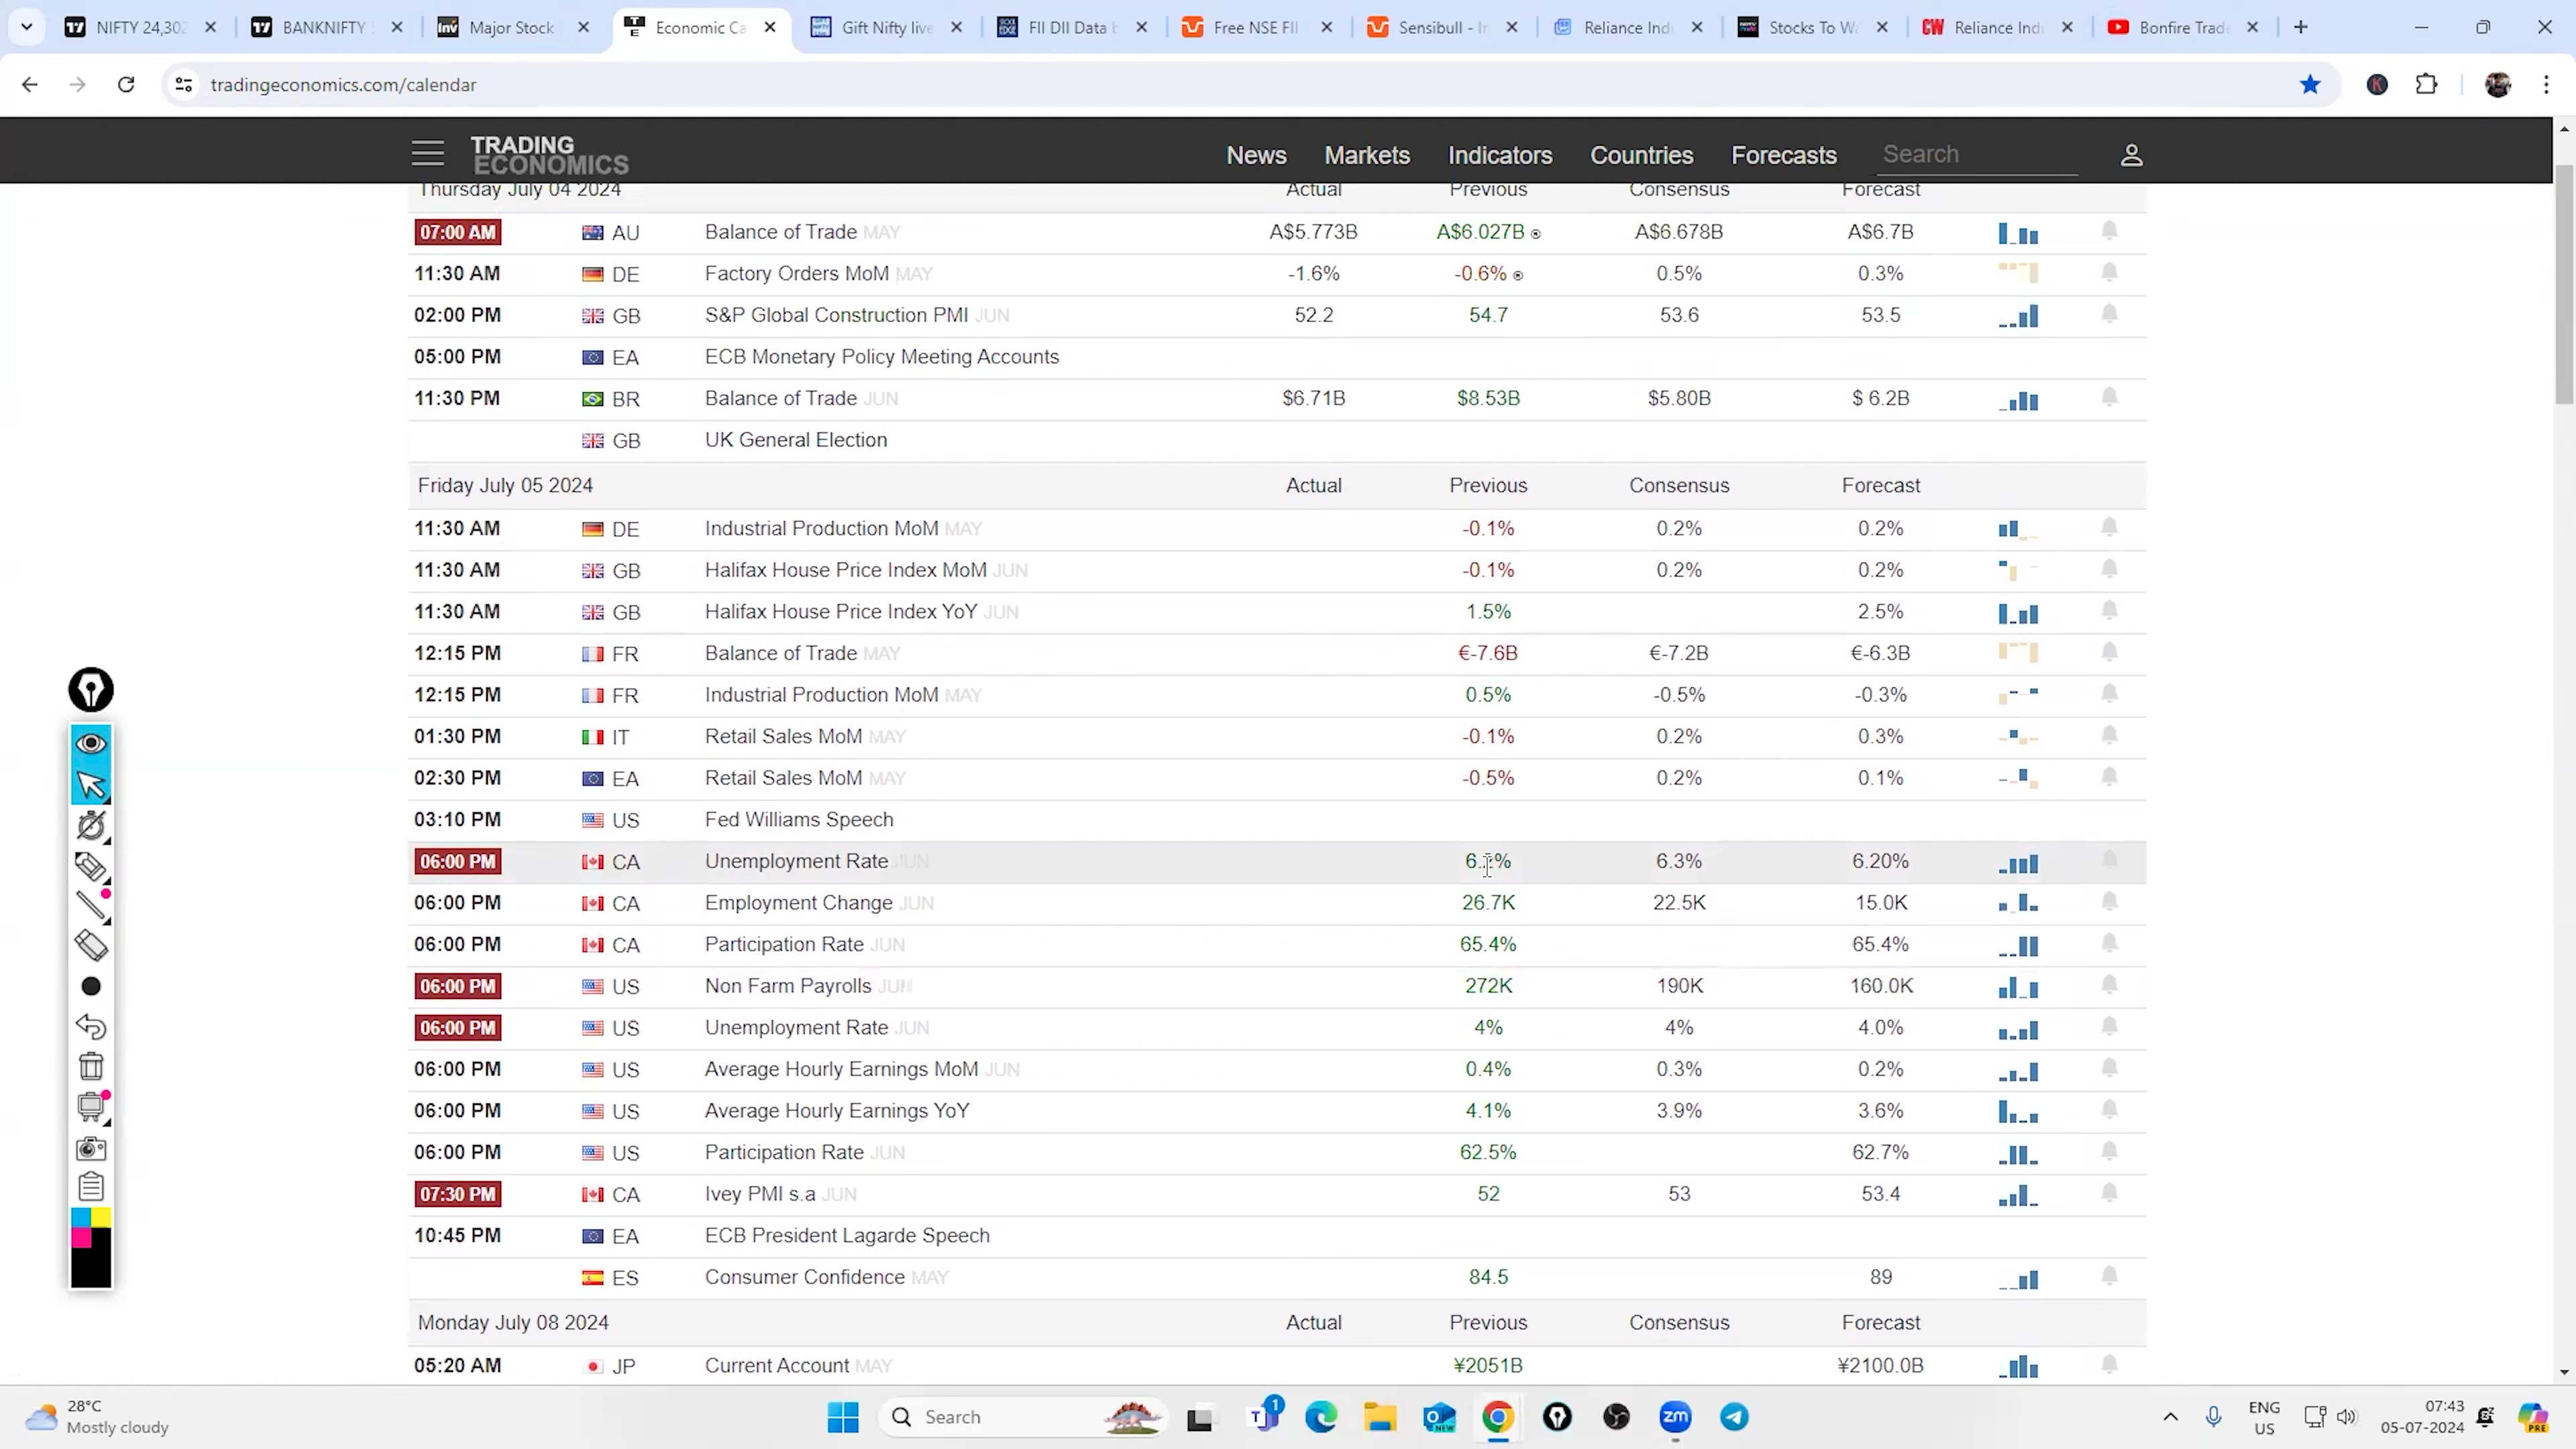 NIFTY 24,302
BANKNIFTY
Major Stock
Economic Ca
Gift Nifty live
FII DII Data b
Free NSE FII
Sensibull - In
Reliance Ind
Stocks To Wa
Reliance Ind
Bonfire Trad
tradingeconomics.com/calendar
TRADING
ECONOMICS
News Markets Indicators Countries Forecasts Search
Thursday July 04 2024 Actual Previous Consensus Forecast
07:00 AM AU Balance of Trade MAY A$5.773B A$6.027B ® A$6.678B A$6.7B
11:30 AM DE Factory Orders MoM MAY -1.6% -0.6% ® 0.5% 0.3%
02:00 PM GB S&P Global Construction PMI JUN 52.2 54.7 53.6 53.5
05:00 PM EA ECB Monetary Policy Meeting Accounts
11:30 PM BR Balance of Trade JUN $6.71B $8.53B $5.80B $ 6.2B
GB UK General Election
Friday July 05 2024 Actual Previous Consensus Forecast
11:30 AM DE Industrial Production MoM MAY -0.1% 0.2% 0.2%
11:30 AM GB Halifax House Price Index MoM JUN -0.1% 0.2% 0.2%
11:30 AM GB Halifax House Price Index YoY JUN 1.5% 2.5%
12:15 PM FR Balance of Trade MAY €-7.6B €-7.2B €-6.3B
12:15 PM FR Industrial Production MoM MAY 0.5% -0.5% -0.3%
01:30 PM IT Retail Sales MoM MAY -0.1% 0.2% 0.3%
02:30 PM EA Retail Sales MoM MAY -0.5% 0.2% 0.1%
03:10 PM US Fed Williams Speech
06:00 PM CA Unemployment Rate JUN 6.3% 6.20%
06:00 PM CA Employment Change JUN 26.7K 22.5K 15.0K
06:00 PM CA Participation Rate JUN 65.4% 65.4%
06:00 PM US Non Farm Payrolls JUN 272K 190K 160.0K
06:00 PM US Unemployment Rate JUN 4% 4% 4.0%
06:00 PM US Average Hourly Earnings MoM JUN 0.4% 0.3% 0.2%
06:00 PM US Average Hourly Earnings YoY 4.1% 3.9% 3.6%
06:00 PM US Participation Rate JUN 62.5% 62.7%
07:30 PM CA Ivey PMI s.a JUN 52 53 53.4
10:45 PM EA ECB President Lagarde Speech
ES Consumer Confidence MAY 84.5 89
Monday July 08 2024 Actual Previous Consensus Forecast
05:20 AM JP Current Account MAY ¥2051B ¥2100.0B
28°C
Mostly cloudy
Search
1
zm
ENG
US
07:43
05-07-2024
PRE